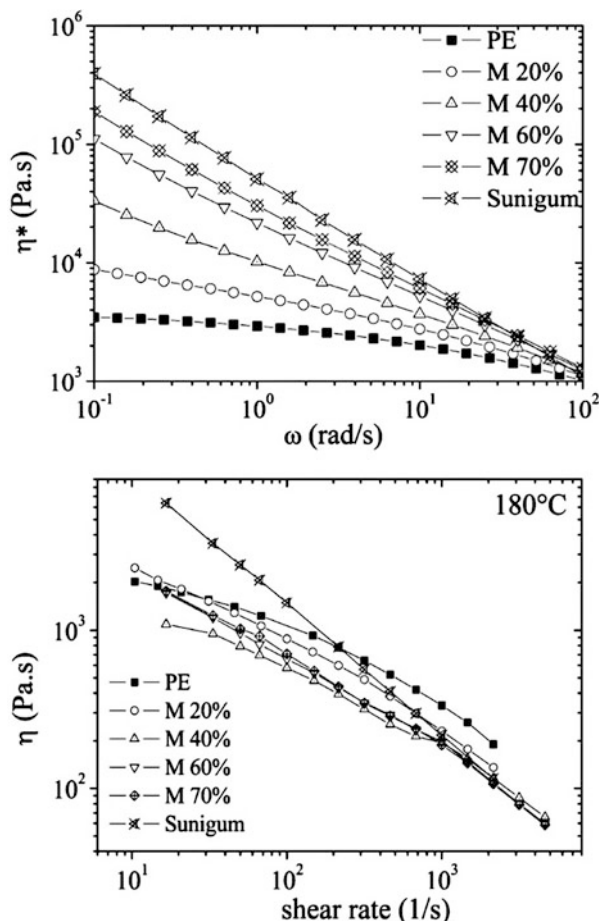 10^6
10^5
10^4
10^3
η* (Pa.s)
PE
M 20%
M 40%
M 60%
M 70%
Sunigum
10^-1 10^0 10^1 10^2
ω (rad/s)
180°C
10^3
10^2
η (Pa.s)
PE
M 20%
M 40%
M 60%
M 70%
Sunigum
10^1 10^2 10^3
shear rate (1/s)